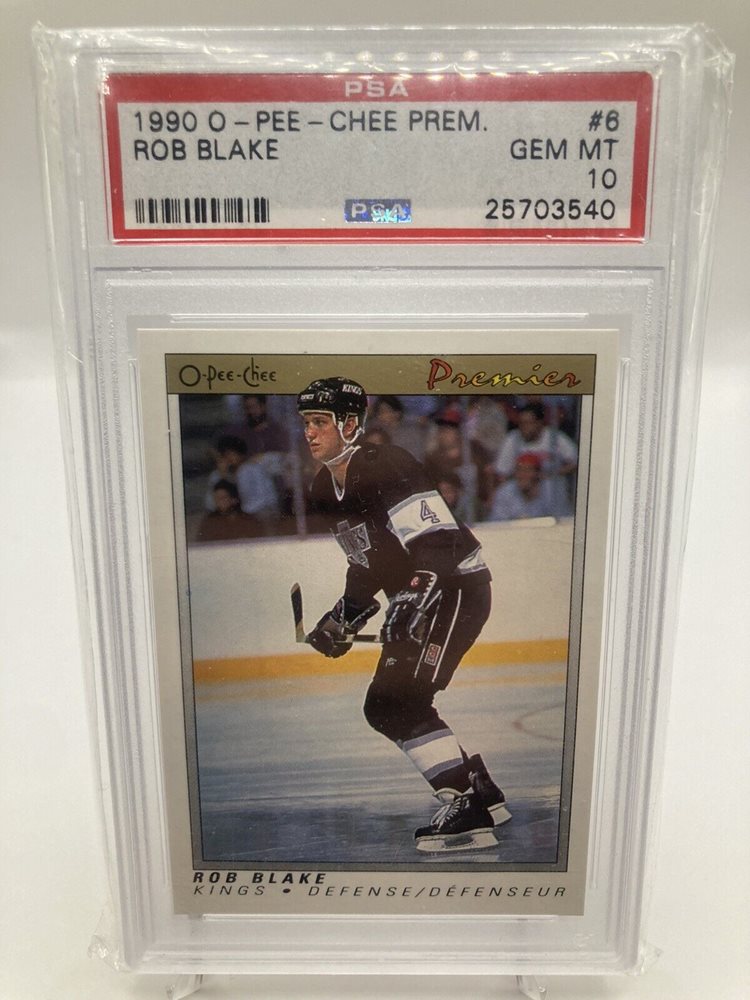 PSA
1990 O-PEE-CHEE PREM. #6
ROB BLAKE GEM MT
10
PSA 25703540
O-Pee-Chee Premier
KINGS
4
KINGS
ROB BLAKE
KINGS • DEFENSE/DÉFENSEUR